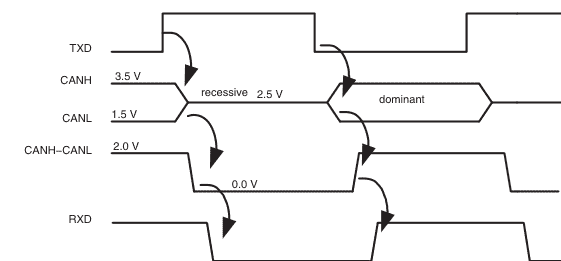 TXD
CANH 3.5 V
recessive 2.5 V dominant
CANL 1.5 V
CANH–CANL 2.0 V
0.0 V
RXD